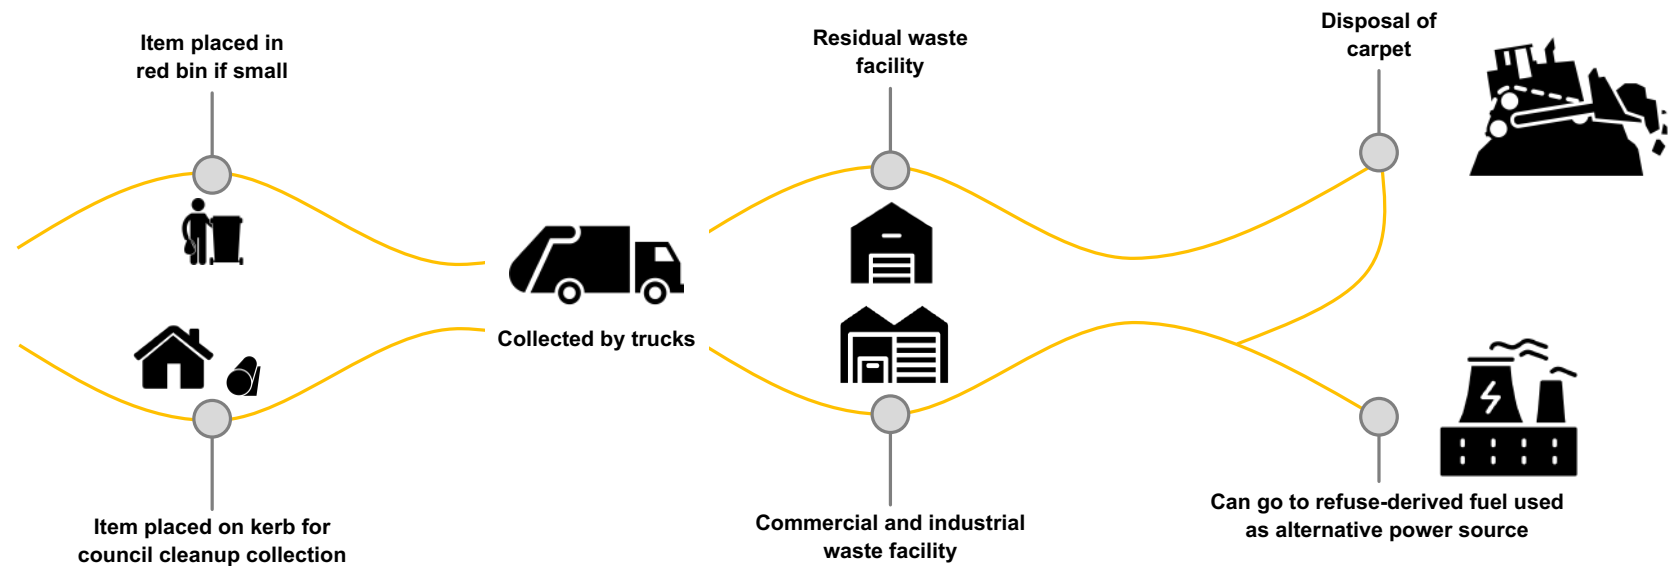 Item placed in
red bin if small
Item placed on kerb for
council cleanup collection
Collected by trucks
Residual waste
facility
Commercial and industrial
waste facility
Disposal of
carpet
Can go to refuse-derived fuel used
as alternative power source